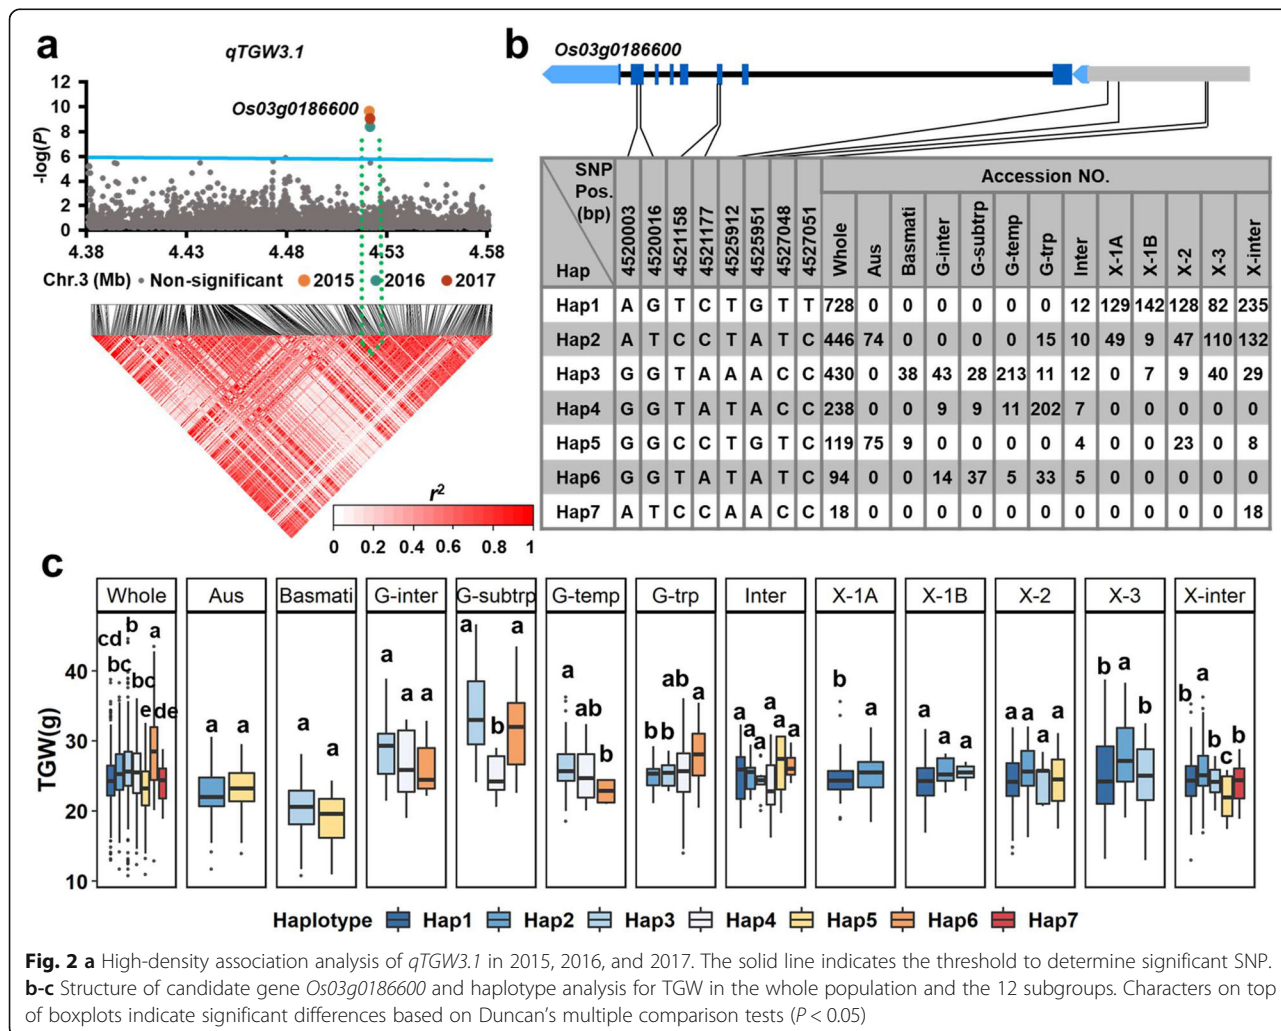 a
qTGW3.1
12
10
8
6
4
2
0
-log(P)
Os03g0186600
4.38 4.43 4.48 4.53 4.58
Chr.3 (Mb) Non-significant 2015 2016 2017
r2
0 0.2 0.4 0.6 0.8 1
b
Os03g0186600
SNP Pos. (bp) Accession NO.
Hap 4520003 4520016 4521158 4521177 4525912 4525951 4527048 4527051 Whole Aus Basmati G-inter G-subtrp G-temp G-trp Inter X-1A X-1B X-2 X-3 X-inter
Hap1 A G T C T G T T 728 0 0 0 0 0 0 12 129 142 128 82 235
Hap2 A T C C T A T C 446 74 0 0 0 0 15 10 49 9 47 110 132
Hap3 G G T A A A C C 430 0 38 43 28 213 11 12 0 7 9 40 29
Hap4 G G T A T A C C 238 0 0 9 9 11 202 7 0 0 0 0 0
Hap5 G G C C T G T C 119 75 9 0 0 0 0 4 0 0 23 0 8
Hap6 G G T A T A T C 94 0 0 14 37 5 33 5 0 0 0 0 0
Hap7 A T C C A A C C 18 0 0 0 0 0 0 0 0 0 0 0 18
c
Whole Aus Basmati G-inter G-subtrp G-temp G-trp Inter X-1A X-1B X-2 X-3 X-inter
TGW(g)
40
30
20
10
cd bc b bc e a de
a a
a a
a a a
a b a
a ab b
b b ab a
a a a a a a
b a
b a a
a a a a
b a b
b a b c b
Haplotype Hap1 Hap2 Hap3 Hap4 Hap5 Hap6 Hap7
Fig. 2 a High-density association analysis of qTGW3.1 in 2015, 2016, and 2017. The solid line indicates the threshold to determine significant SNP.
b-c Structure of candidate gene Os03g0186600 and haplotype analysis for TGW in the whole population and the 12 subgroups. Characters on top
of boxplots indicate significant differences based on Duncan's multiple comparison tests (P < 0.05)